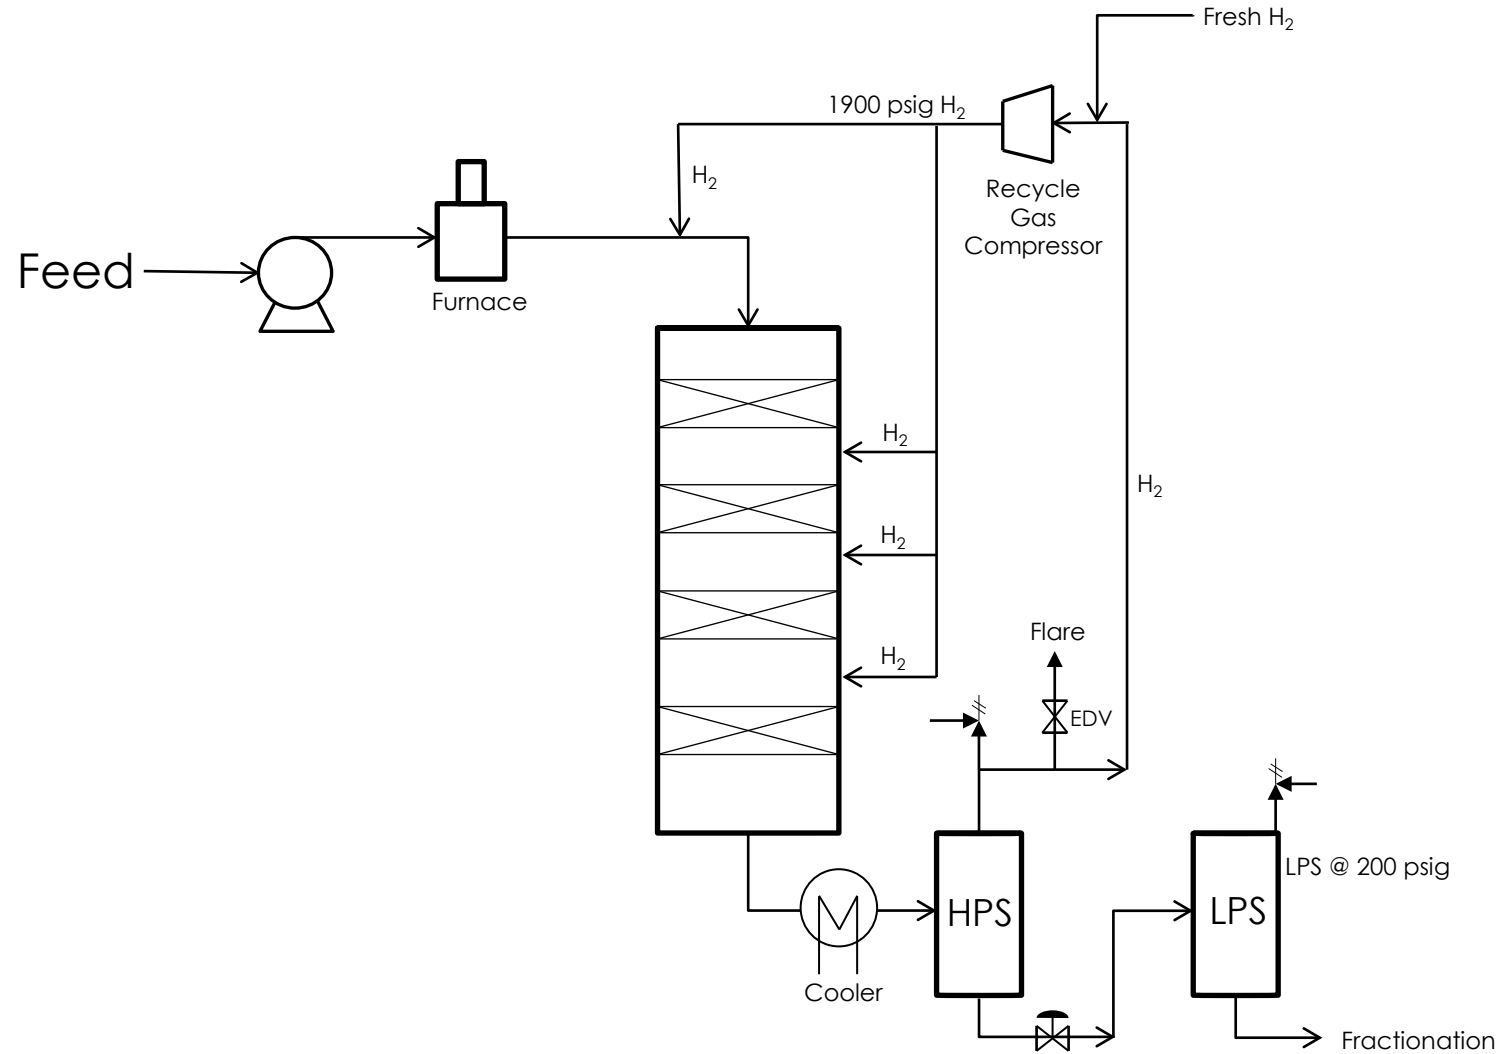 Fresh H₂
1900 psig H₂
H₂
Recycle
Gas
Compressor
Feed
Furnace
H₂
H₂
H₂
H₂
Flare
EDV
LPS @ 200 psig
HPS
LPS
Cooler
Fractionation